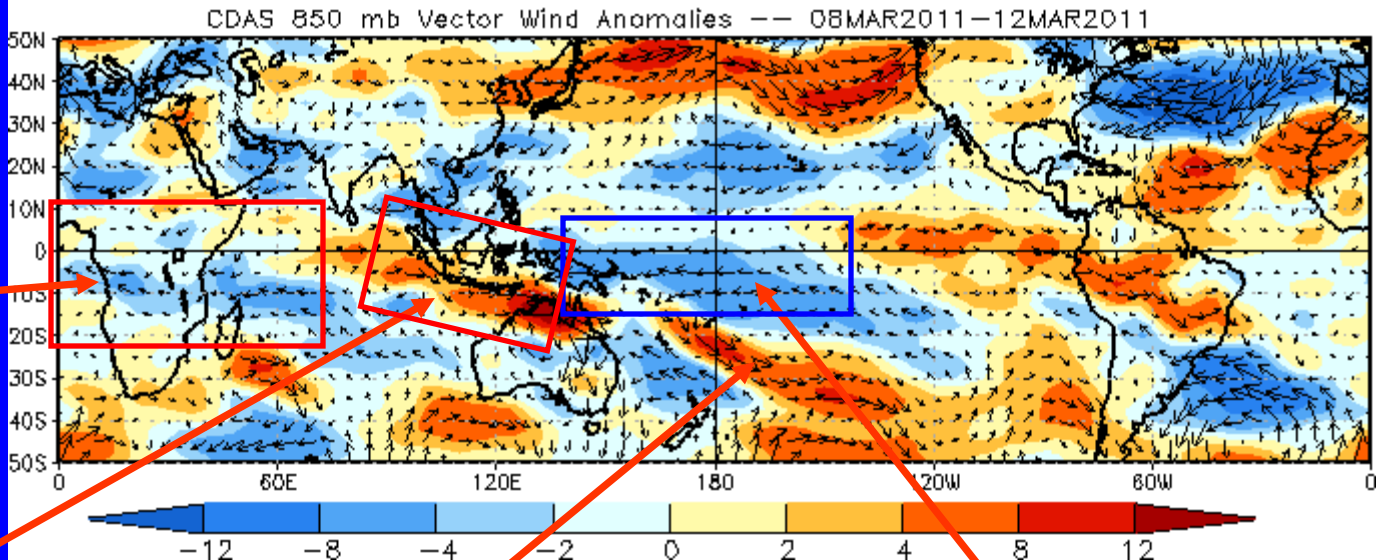 CDAS 850 mb Vector Wind Anomalies -- 08MAR2011-12MAR2011
50N
40N
30N
20N
10N
0
10S
20S
30S
40S
50S
0 60E 120E 180 120W 60W 0
-12 -8 -4 -2 0 2 4 8 12